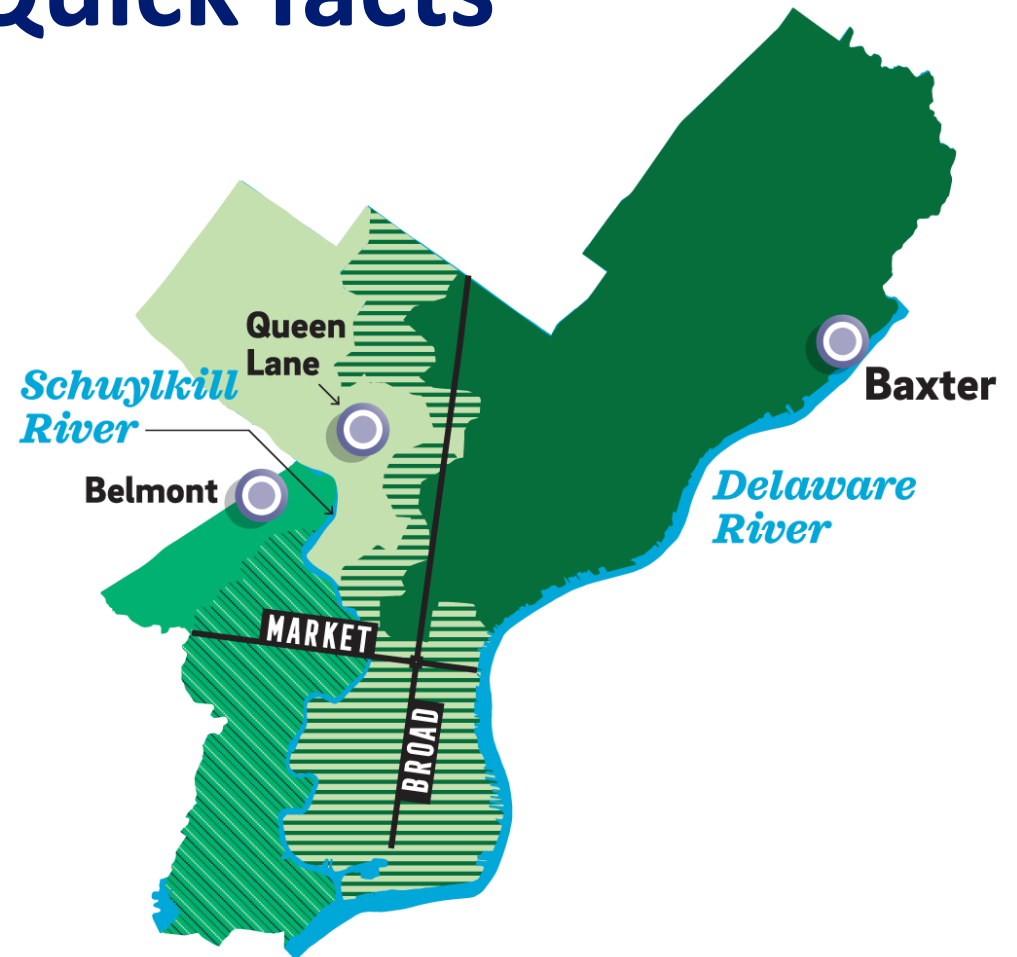 Quick facts
Queen
Lane
Schuylkill
River
Belmont
Baxter
Delaware
River
MARKET
BROAD